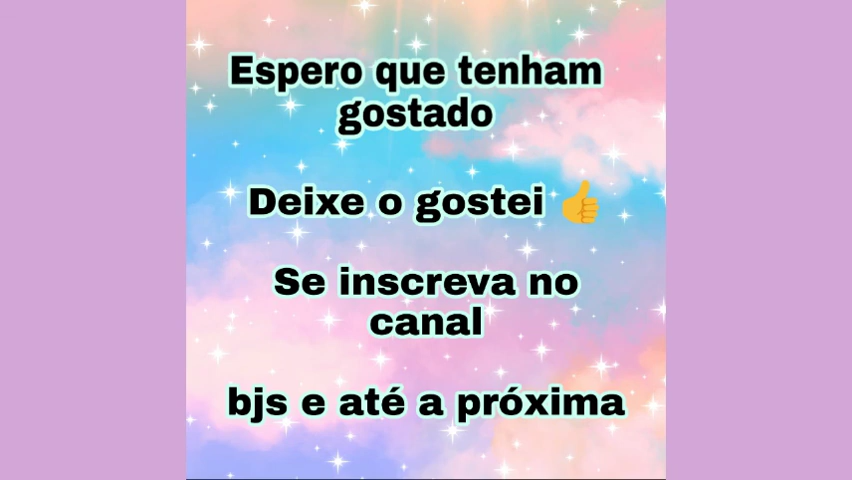 Espero que tenham
gostado
Deixe o gostei 👍
Se inscreva no
canal
bjs e até a próxima